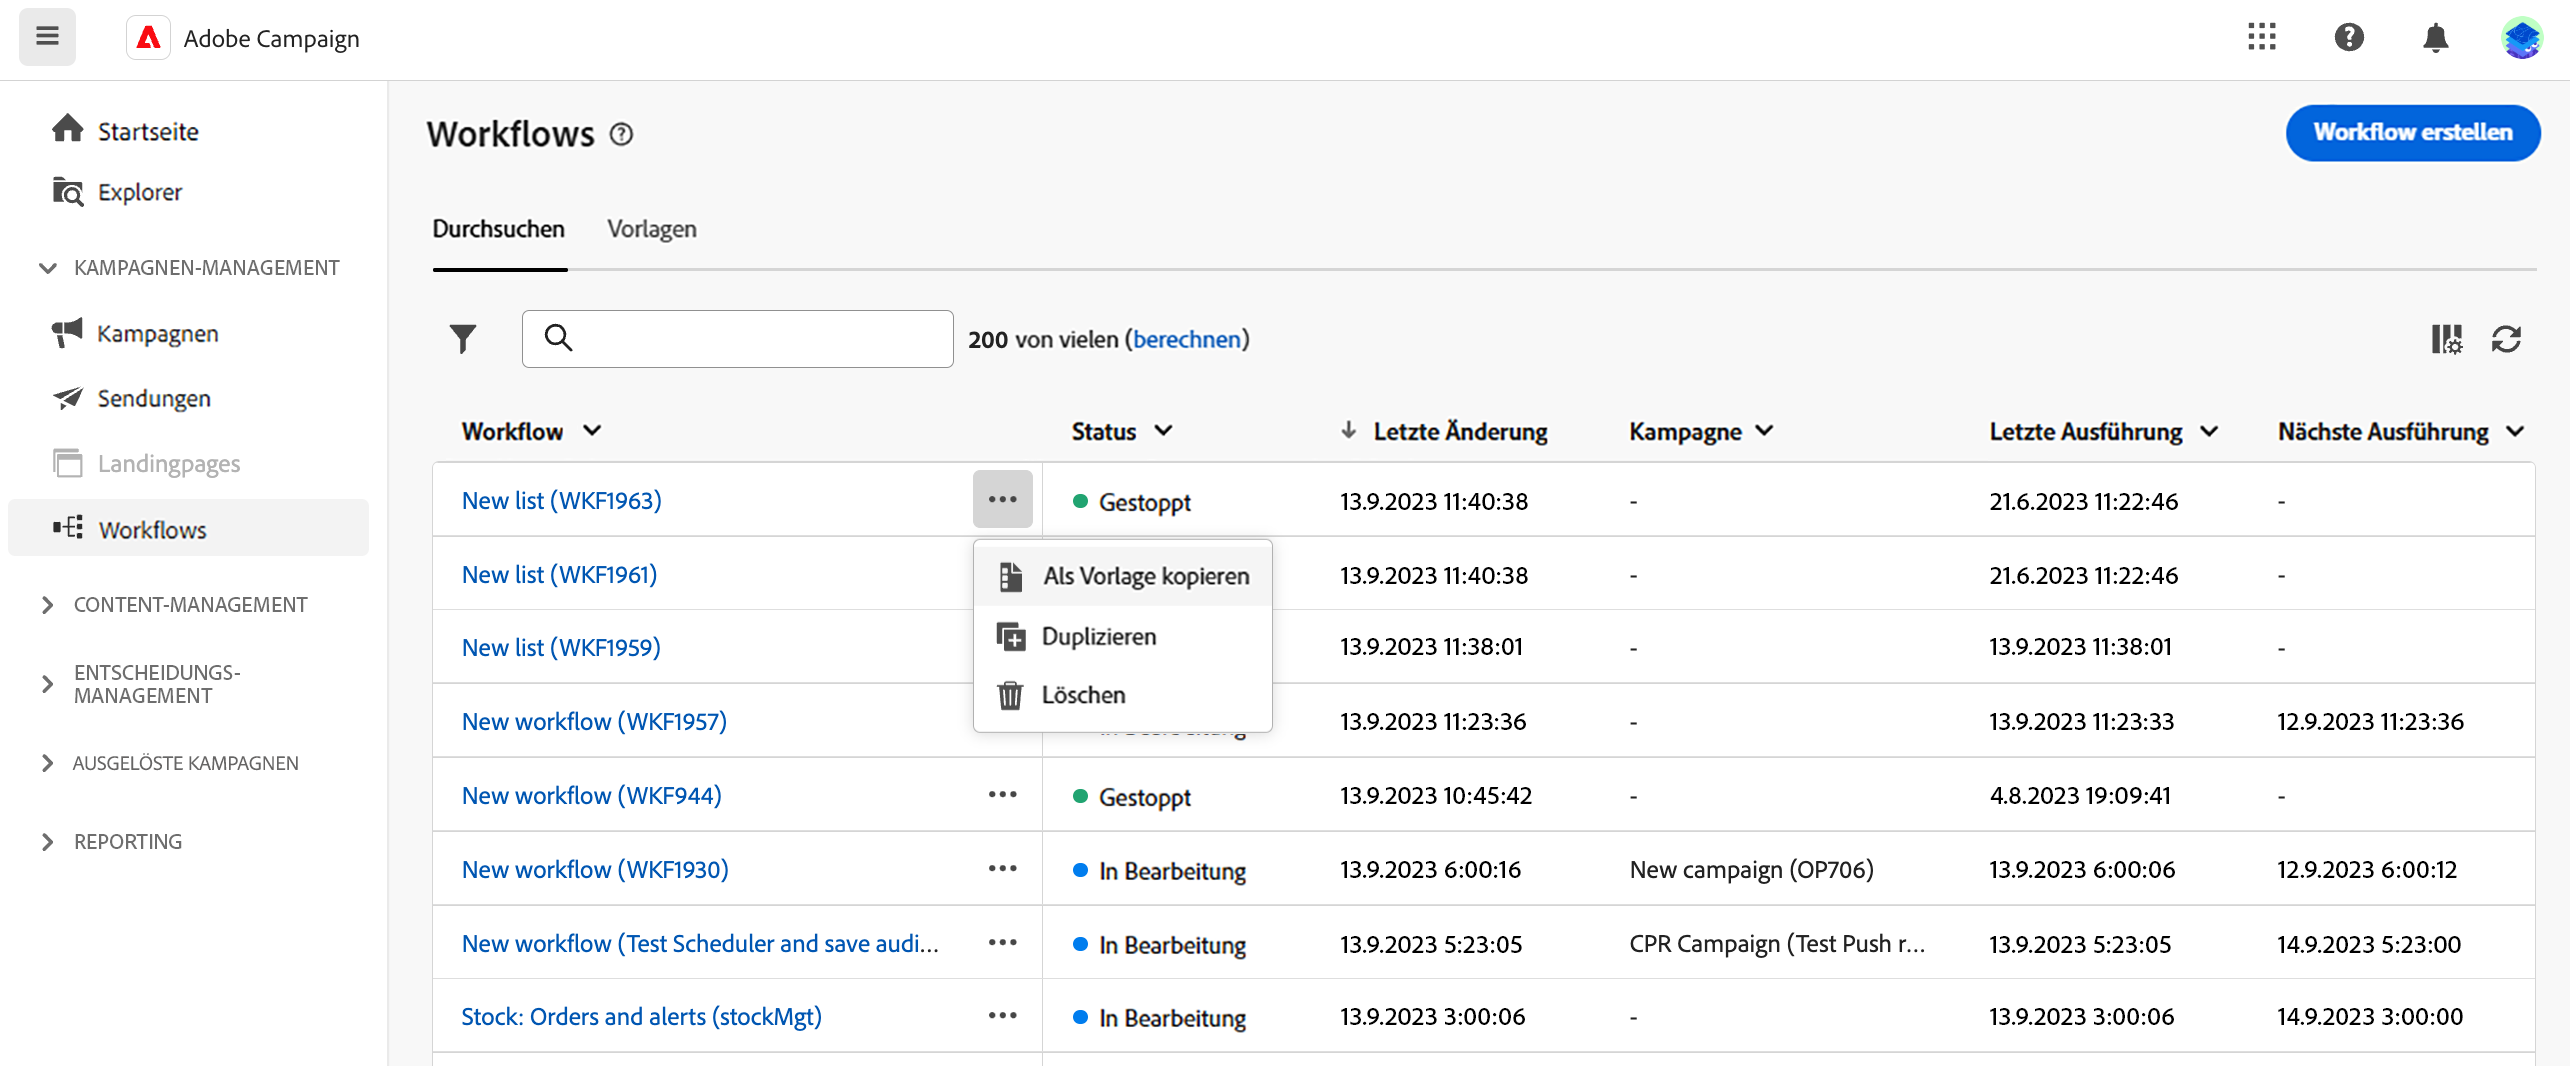 Adobe Campaign
Startseite
Explorer
KAMPAGNEN-MANAGEMENT
Kampagnen
Sendungen
Landingpages
Workflows
CONTENT-MANAGEMENT
ENTSCHEIDUNGS-
MANAGEMENT
AUSGELÖSTE KAMPAGNEN
REPORTING
Workflows
Workflow erstellen
Durchsuchen Vorlagen
200 von vielen (berechnen)
Workflow Status Letzte Änderung Kampagne Letzte Ausführung Nächste Ausführung
New list (WKF1963) ... Gestoppt 13.9.2023 11:40:38 - 21.6.2023 11:22:46 -
New list (WKF1961) 13.9.2023 11:40:38 - 21.6.2023 11:22:46 -
New list (WKF1959) 13.9.2023 11:38:01 - 13.9.2023 11:38:01 -
New workflow (WKF1957) 13.9.2023 11:23:36 - 13.9.2023 11:23:33 12.9.2023 11:23:36
New workflow (WKF944) ... Gestoppt 13.9.2023 10:45:42 - 4.8.2023 19:09:41 -
New workflow (WKF1930) ... In Bearbeitung 13.9.2023 6:00:16 New campaign (OP706) 13.9.2023 6:00:06 12.9.2023 6:00:12
New workflow (Test Scheduler and save audi... ... In Bearbeitung 13.9.2023 5:23:05 CPR Campaign (Test Push r... 13.9.2023 5:23:05 14.9.2023 5:23:00
Stock: Orders and alerts (stockMgt) ... In Bearbeitung 13.9.2023 3:00:06 - 13.9.2023 3:00:06 14.9.2023 3:00:00
Als Vorlage kopieren
Duplizieren
Löschen